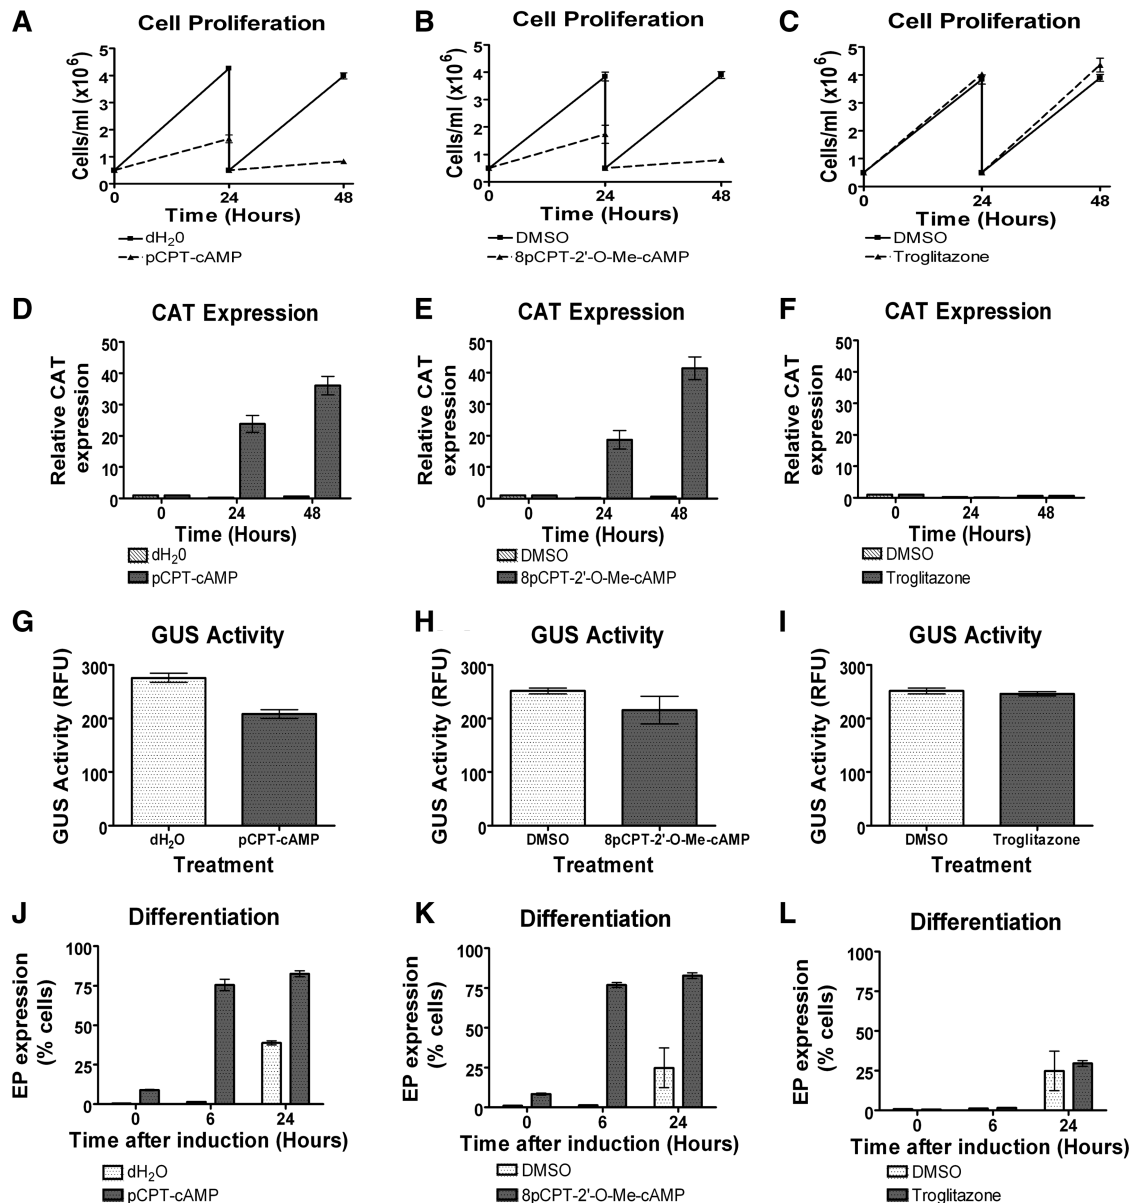 A
Cell Proliferation
Cells/ml (x10⁶)
5
4
3
2
1
0
0 24 48
Time (Hours)
dH₂0
pCPT-cAMP
B
Cell Proliferation
Cells/ml (x10⁶)
5
4
3
2
1
0
0 24 48
Time (Hours)
DMSO
8pCPT-2'-O-Me-cAMP
C
Cell Proliferation
Cells/ml (x10⁶)
5
4
3
2
1
0
0 24 48
Time (Hours)
DMSO
Troglitazone
D
CAT Expression
Relative CAT
expression
50
40
30
20
10
0
0 24 48
Time (Hours)
dH₂0
pCPT-cAMP
E
CAT Expression
Relative CAT
expression
50
40
30
20
10
0
0 24 48
Time (Hours)
DMSO
8pCPT-2'-O-Me-cAMP
F
CAT Expression
Relative CAT
expression
50
40
30
20
10
0
0 24 48
Time (Hours)
DMSO
Troglitazone
G
GUS Activity
GUS Activity (RFU)
300
200
100
0
dH₂O pCPT-cAMP
Treatment
H
GUS Activity
GUS Activity (RFU)
300
200
100
0
DMSO 8pCPT-2'-O-Me-cAMP
Treatment
I
GUS Activity
GUS Activity (RFU)
300
200
100
0
DMSO Troglitazone
Treatment
J
Differentiation
EP expression
(% cells)
100
75
50
25
0
0 6 24
Time after induction (Hours)
dH₂O
pCPT-cAMP
K
Differentiation
EP expression
(% cells)
100
75
50
25
0
0 6 24
Time after induction (Hours)
DMSO
8pCPT-2'-O-Me-cAMP
L
Differentiation
EP expression
(% cells)
100
75
50
25
0
0 6 24
Time after induction (Hours)
DMSO
Troglitazone